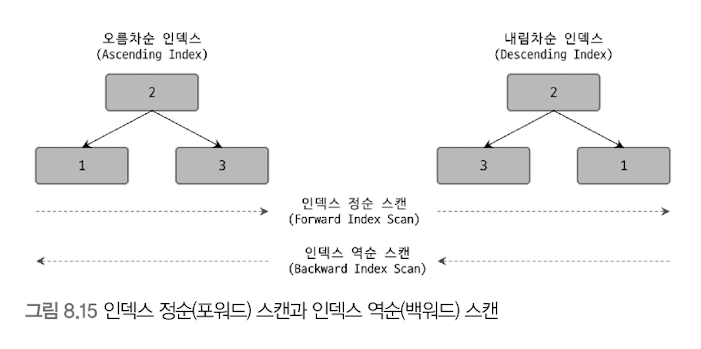 오름차순 인덱스
(Ascending Index)
내림차순 인덱스
(Descending Index)
2
2
1
3
3
1
인덱스 정순 스캔
(Forward Index Scan)
인덱스 역순 스캔
(Backward Index Scan)
그림 8.15 인덱스 정순(포워드) 스캔과 인덱스 역순(백워드) 스캔